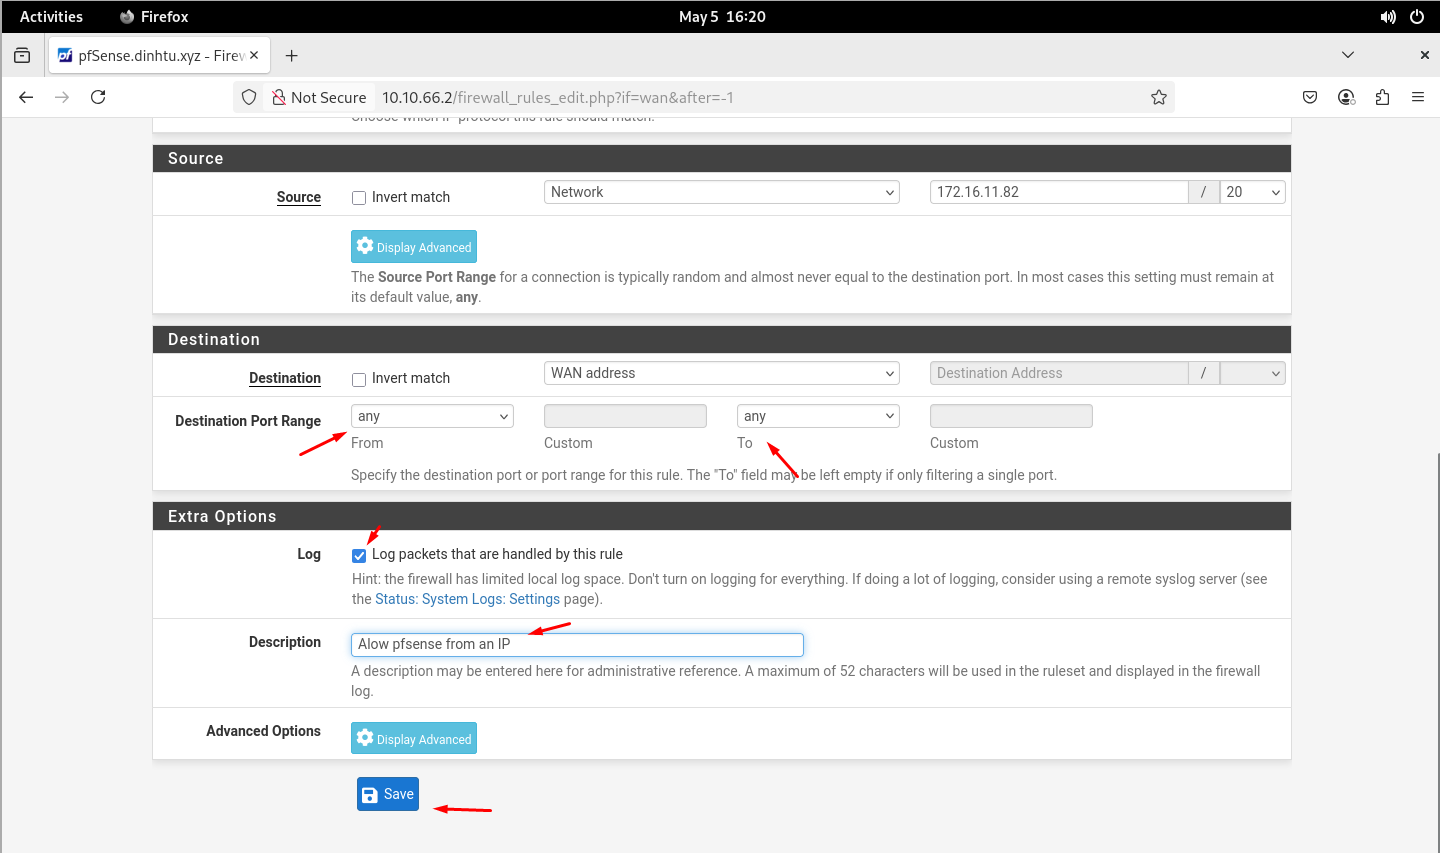 Activities
Firefox
May 5 16:20
pfSense.dinhtu.xyz - Firew
Not Secure
10.10.66.2/firewall_rules_edit.php?if=wan&after=-1
Choose which IP protocol this rule should match.
Source
Source
Invert match
Network
172.16.11.82
/
20
Display Advanced
The Source Port Range for a connection is typically random and almost never equal to the destination port. In most cases this setting must remain at
its default value, any.
Destination
Destination
Invert match
WAN address
Destination Address
/
Destination Port Range
any
any
From
Custom
To
Custom
Specify the destination port or port range for this rule. The "To" field may be left empty if only filtering a single port.
Extra Options
Log
Log packets that are handled by this rule
Hint: the firewall has limited local log space. Don't turn on logging for everything. If doing a lot of logging, consider using a remote syslog server (see
the Status: System Logs: Settings page).
Description
Alow pfsense from an IP
A description may be entered here for administrative reference. A maximum of 52 characters will be used in the ruleset and displayed in the firewall
log.
Advanced Options
Display Advanced
Save